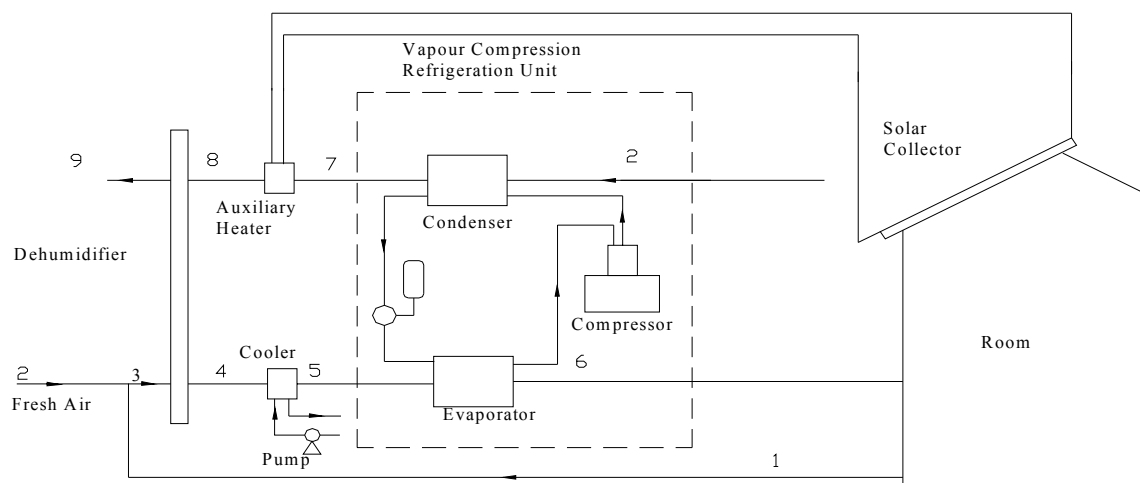 Vapour Compression
Refrigeration Unit
Solar
Collector
9
8
7
2
Auxiliary
Heater
Condenser
Dehumidifier
Compressor
Room
Cooler
2
3
4
5
6
Fresh Air
Evaporator
Pump
1